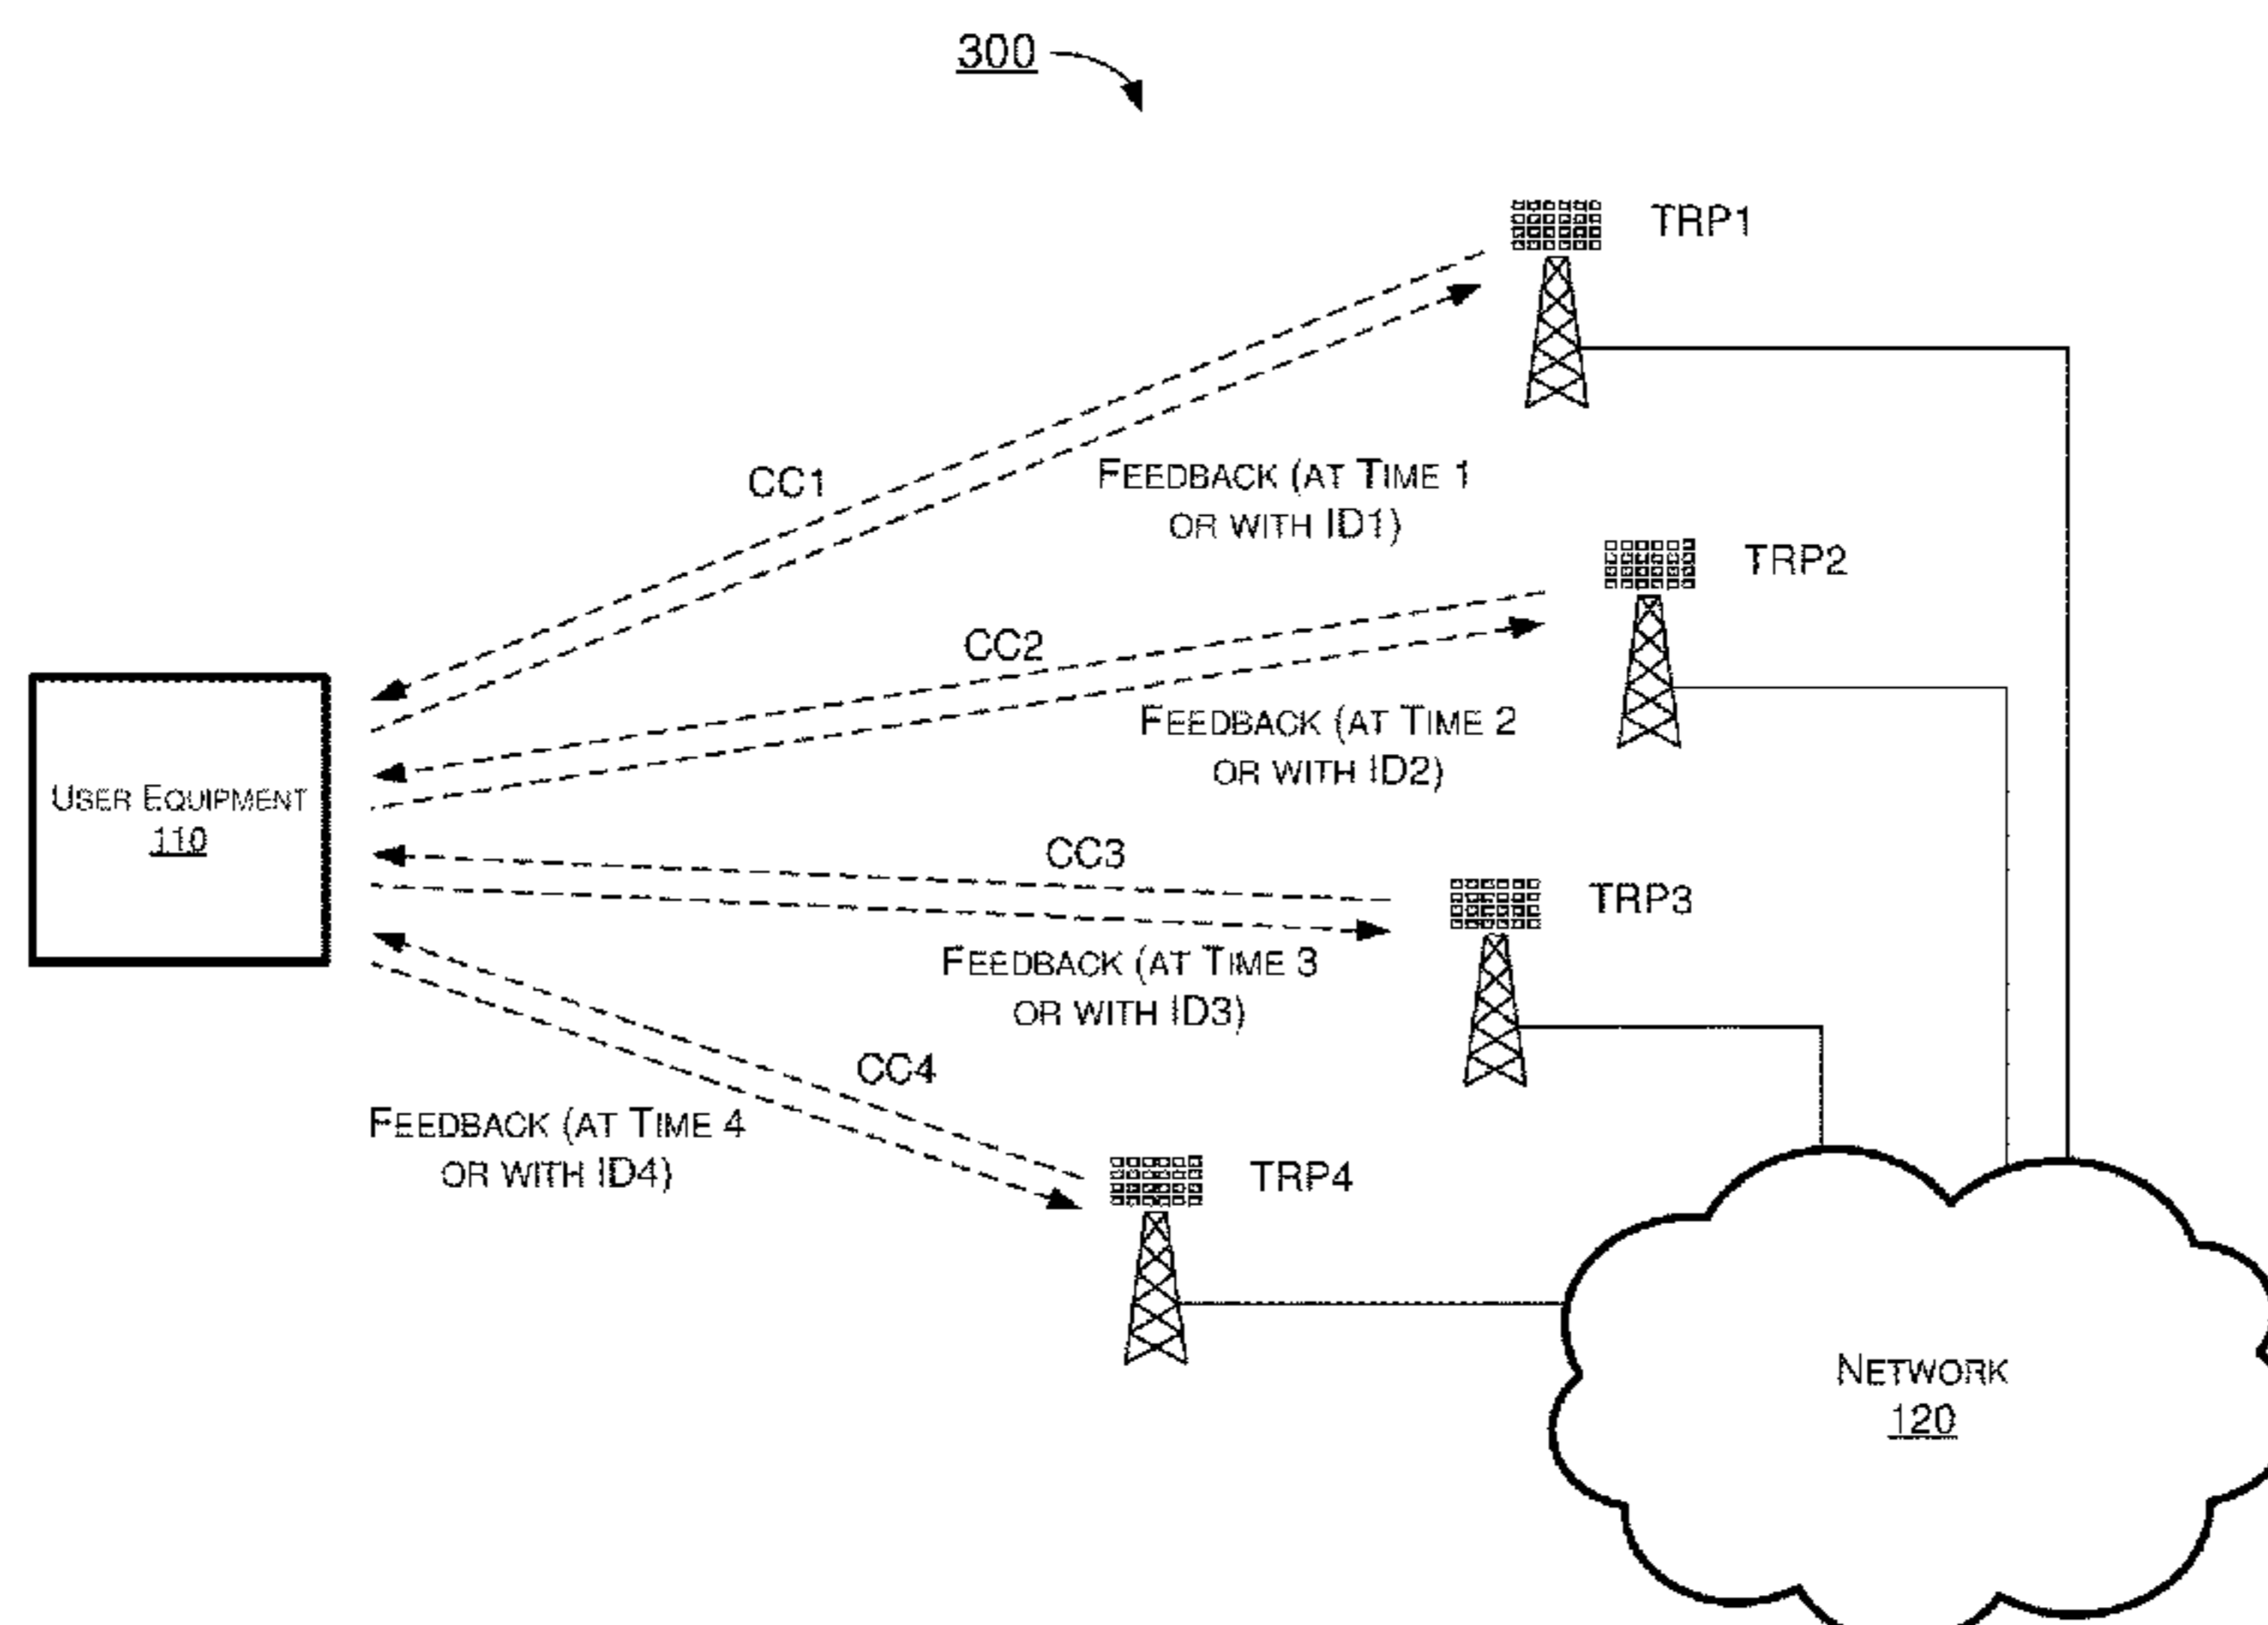 300
TRP1
CC1
FEEDBACK (AT TIME 1
OR WITH ID1)
TRP2
CC2
FEEDBACK (AT TIME 2
OR WITH ID2)
USER EQUIPMENT
110
CC3
TRP3
FEEDBACK (AT TIME 3
OR WITH ID3)
CC4
FEEDBACK (AT TIME 4
OR WITH ID4)
TRP4
NETWORK
120